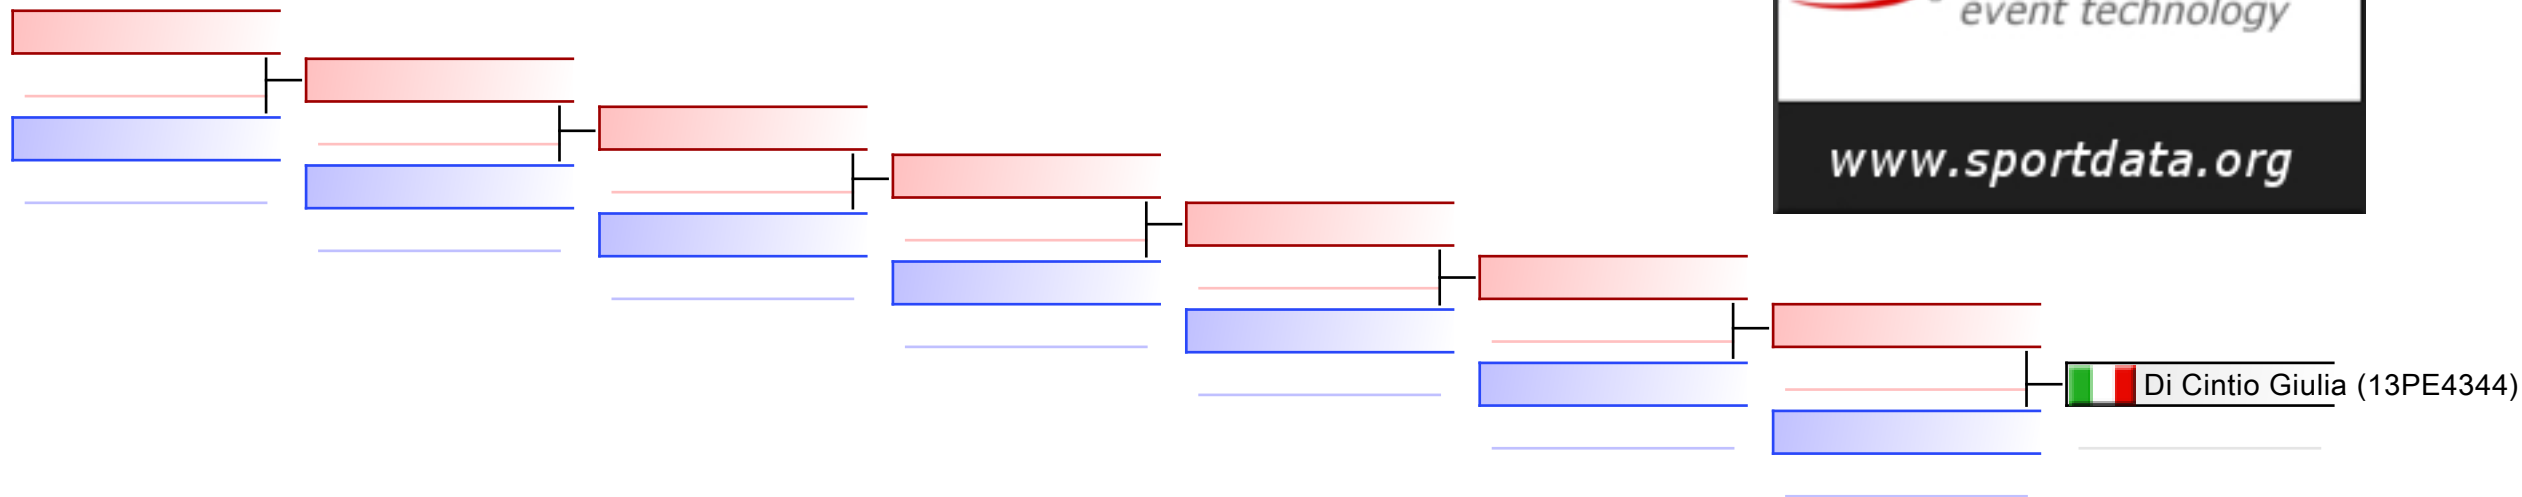 event technology
www.sportdata.org
Di Cintio Giulia (13PE4344)